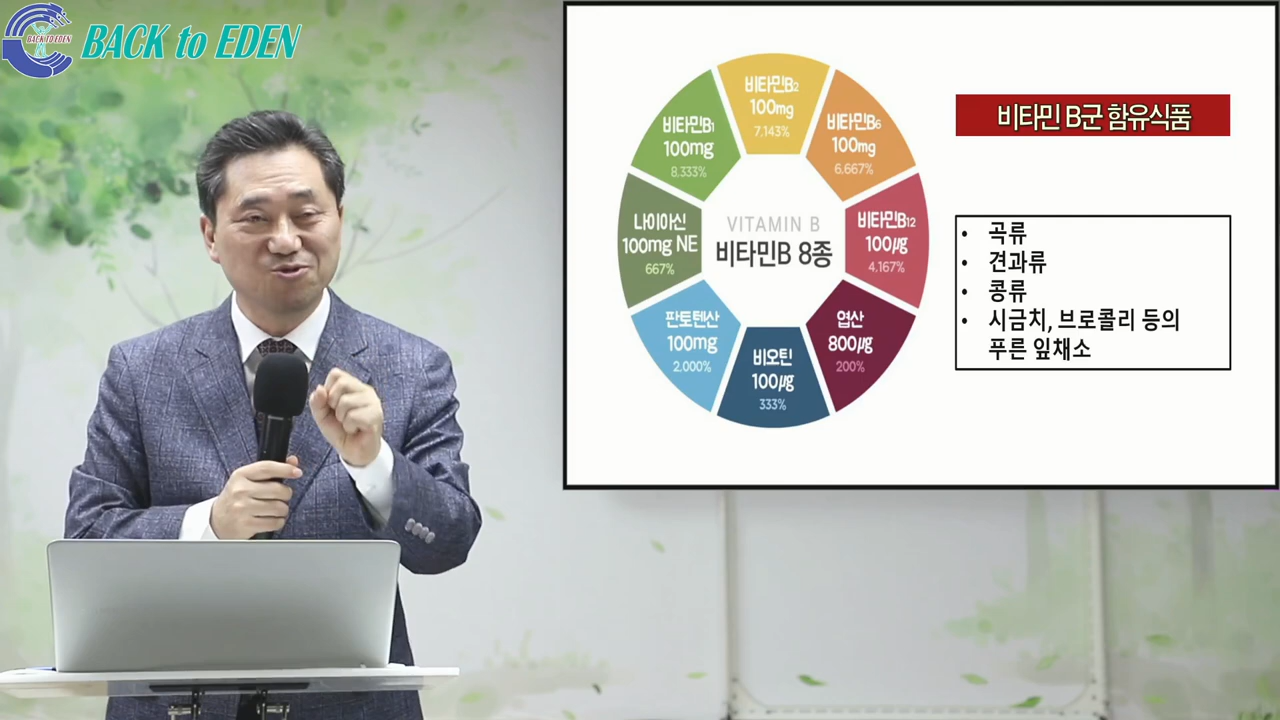 BACK TO EDEN
BACK to EDEN
비타민B₂
100mg
7,143%
비타민B₆
100mg
6,667%
비타민B₁₂
100㎍
4,167%
엽산
800㎍
200%
비오틴
100㎍
333%
판토텐산
100mg
2,000%
나이아신
100mg NE
667%
비타민B₁
100mg
8,333%
VITAMIN B
비타민B 8종
비타민 B군 함유식품
• 곡류
• 견과류
• 콩류
• 시금치, 브로콜리 등의
푸른 잎채소